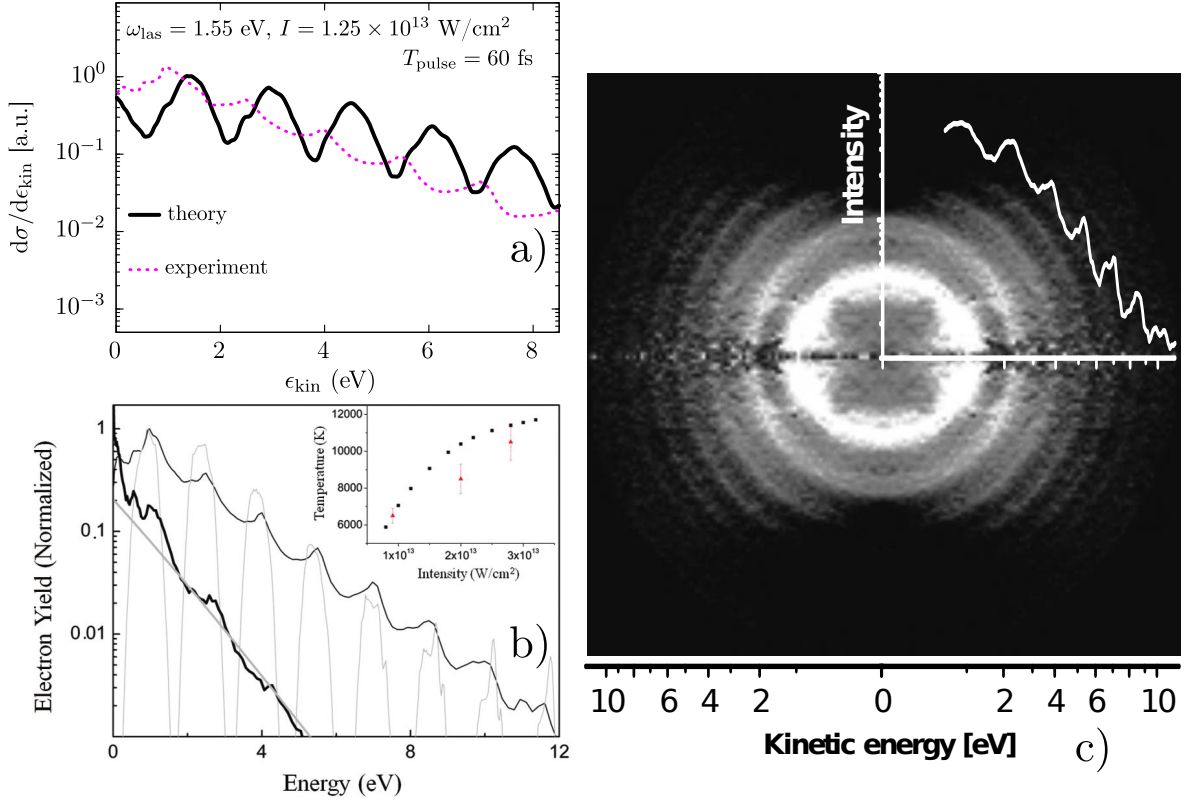 ω_las = 1.55 eV, I = 1.25 × 10^13 W/cm^2
T_pulse = 60 fs
dσ/dϵ_kin [a.u.]
10^0
10^-1
10^-2
10^-3
theory
experiment
a)
0 2 4 6 8
ϵ_kin (eV)
Electron Yield (Normalized)
1
0.1
0.01
0 4 8 12
Energy (eV)
b)
Temperature (K)
12000
10000
8000
6000
1x10^13 2x10^13 3x10^13
Intensity (W/cm^2)
Intensity
10 6 4 2 0 2 4 6 10
Kinetic energy [eV]
c)